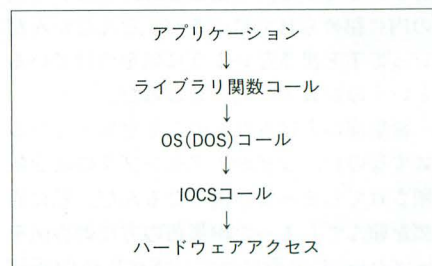 アプリケーション
↓
ライブラリ関数コール
↓
OS(DOS)コール
↓
IOCSコール
↓
ハードウェアアクセス